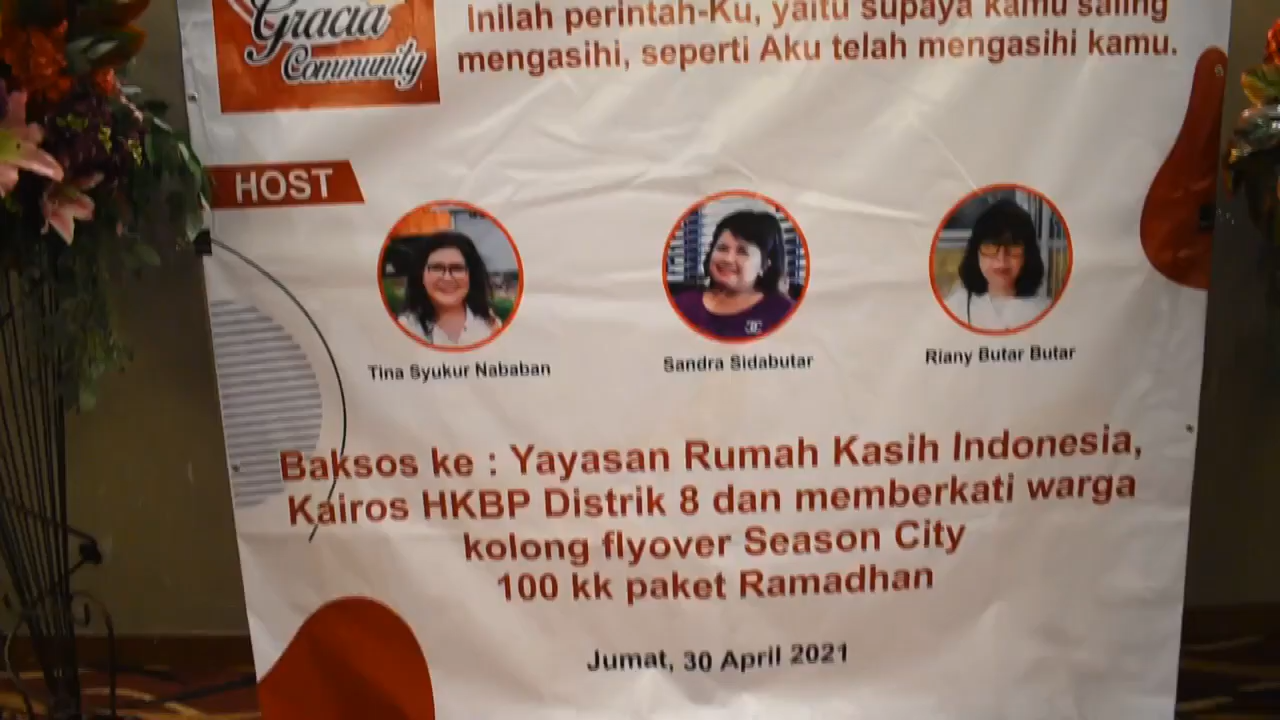 Gracia
Community
Inilah perintah-Ku, yaitu supaya kamu saling
mengasihi, seperti Aku telah mengasihi kamu.
HOST
Tina Syukur Nababan
Sandra Sidabutar
Riany Butar Butar
Baksos ke : Yayasan Rumah Kasih Indonesia,
Kairos HKBP Distrik 8 dan memberkati warga
kolong flyover Season City
100 kk paket Ramadhan
Jumat, 30 April 2021